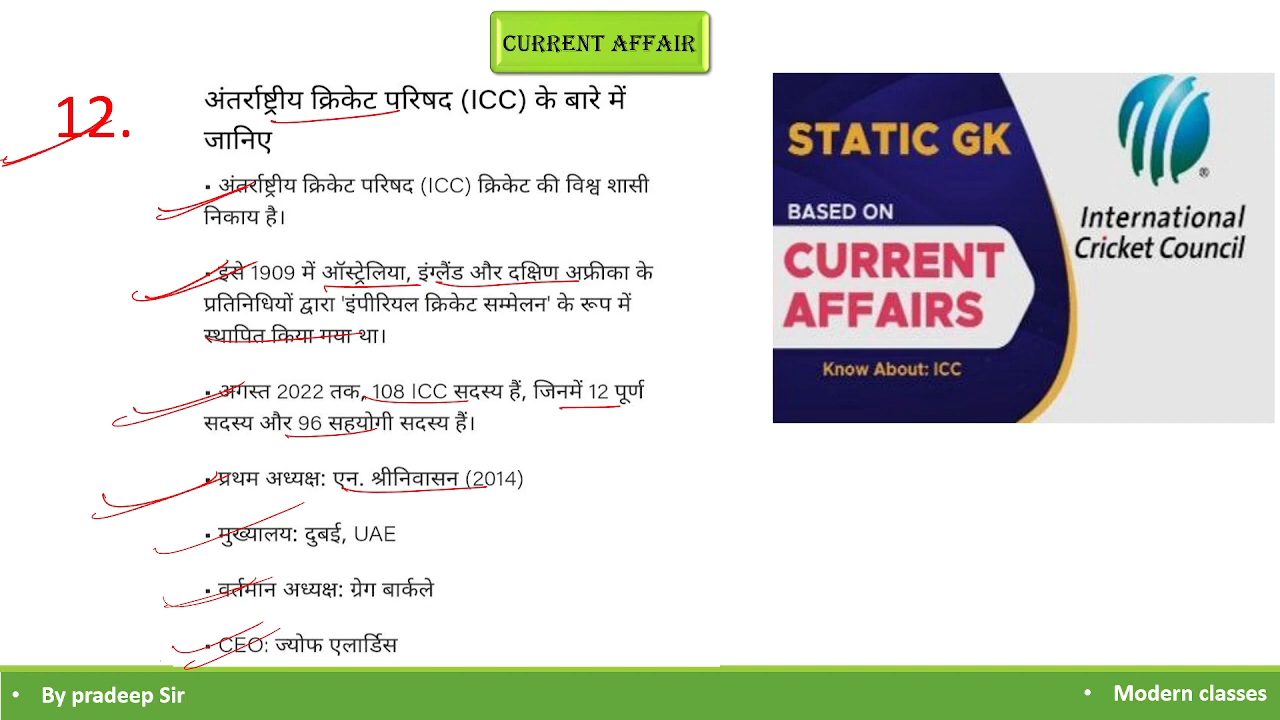 CURRENT AFFAIR
12.
अंतर्राष्ट्रीय क्रिकेट परिषद (ICC) के बारे में
जानिए
▪ अंतर्राष्ट्रीय क्रिकेट परिषद (ICC) क्रिकेट की विश्व शासी
निकाय है।
▪ इसे 1909 में ऑस्ट्रेलिया, इंग्लैंड और दक्षिण अफ्रीका के
प्रतिनिधियों द्वारा 'इंपीरियल क्रिकेट सम्मेलन' के रूप में
स्थापित किया गया था।
▪ अगस्त 2022 तक, 108 ICC सदस्य हैं, जिनमें 12 पूर्ण
सदस्य और 96 सहयोगी सदस्य हैं।
▪ प्रथम अध्यक्ष: एन. श्रीनिवासन (2014)
▪ मुख्यालय: दुबई, UAE
▪ वर्तमान अध्यक्ष: ग्रेग बार्कले
▪ CEO: ज्योफ एलार्डिस
STATIC GK
BASED ON
CURRENT
AFFAIRS
Know About: ICC
®
International
Cricket Council
• By pradeep Sir
• Modern classes